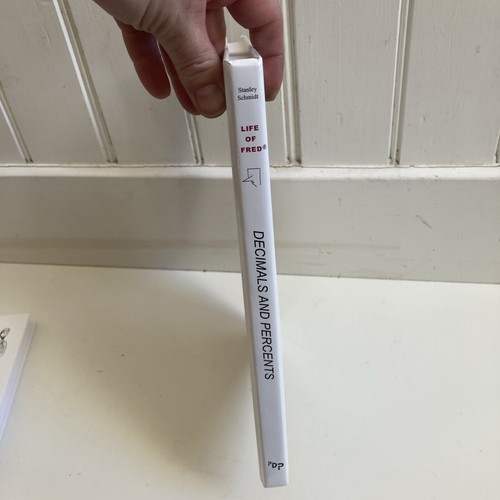 Stanley
Schmidt
LIFE
OF
FRED®
DECIMALS AND PERCENTS